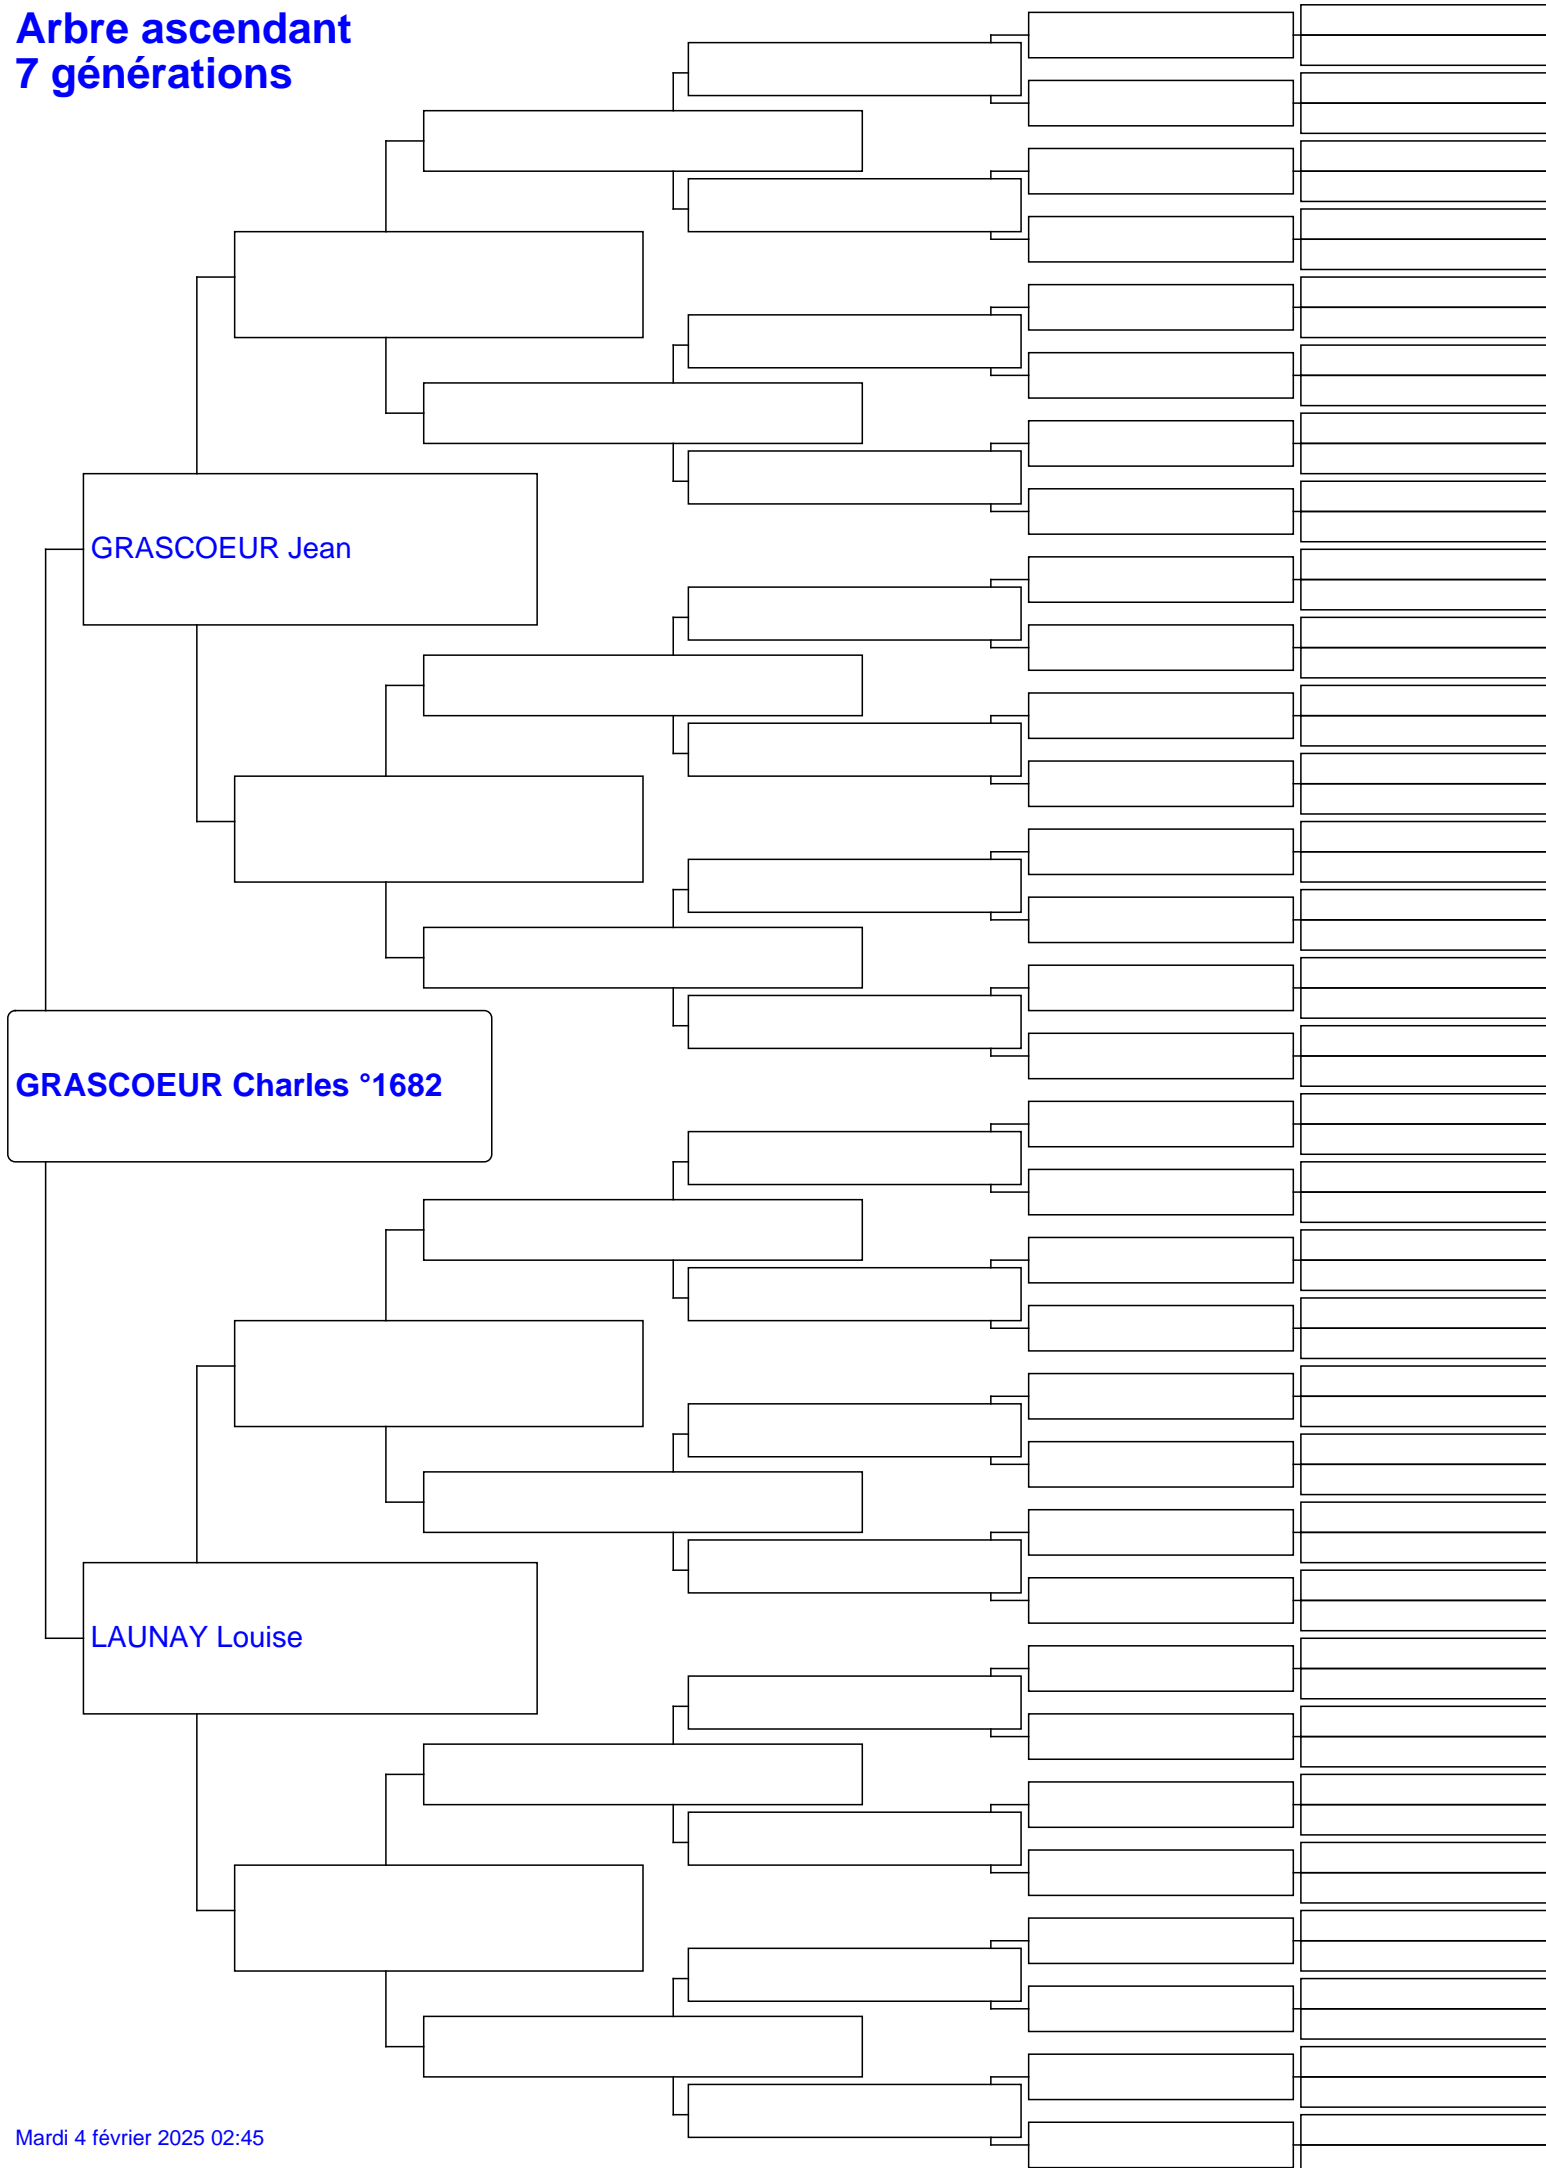 Arbre ascendant
7 générations
GRASCOEUR Jean
GRASCOEUR Charles °1682
LAUNAY Louise
Mardi 4 février 2025 02:45